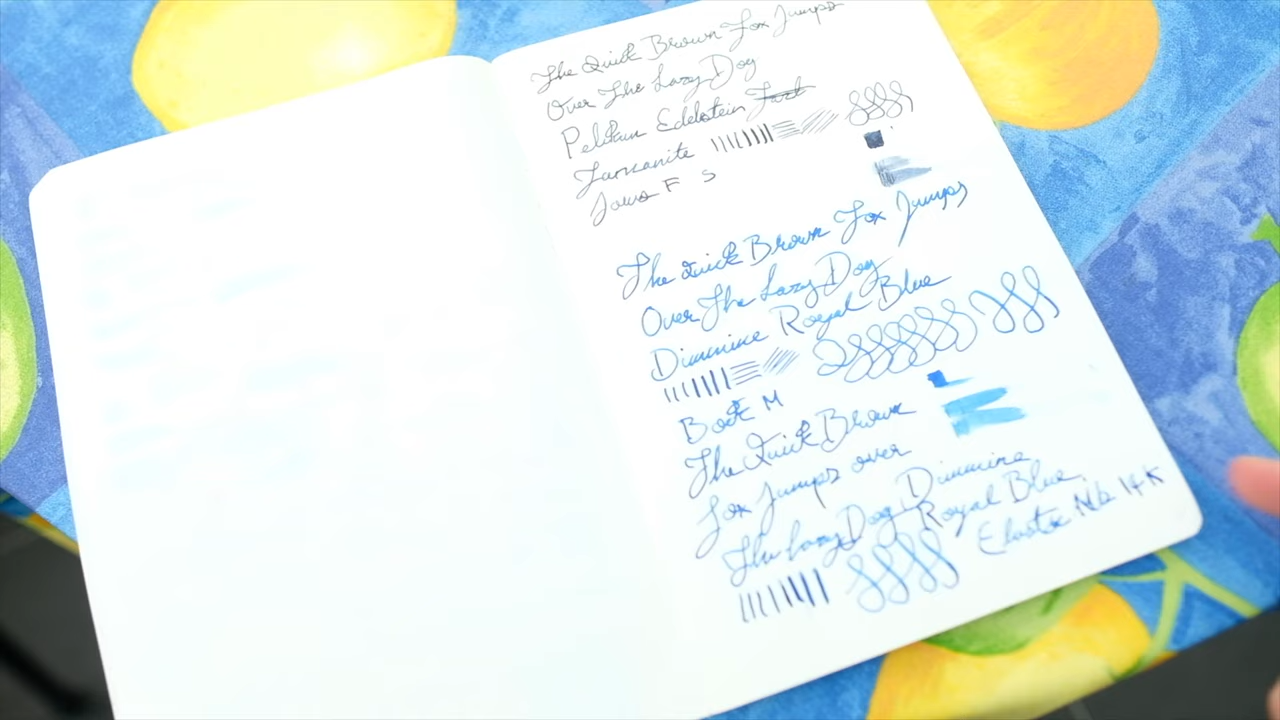 The Quick Brown Fox Jumps
Over The Lazy Dog
Pelikan Edelstein
Tanzanite
Jowo F S
The Quick Brown Fox Jumps
Over The Lazy Dog
Diamine Royal Blue
Bock M
The Quick Brown
Fox Jumps over
The Lazy Dog Diamine
Royal Blue
Elastic Nib 14K